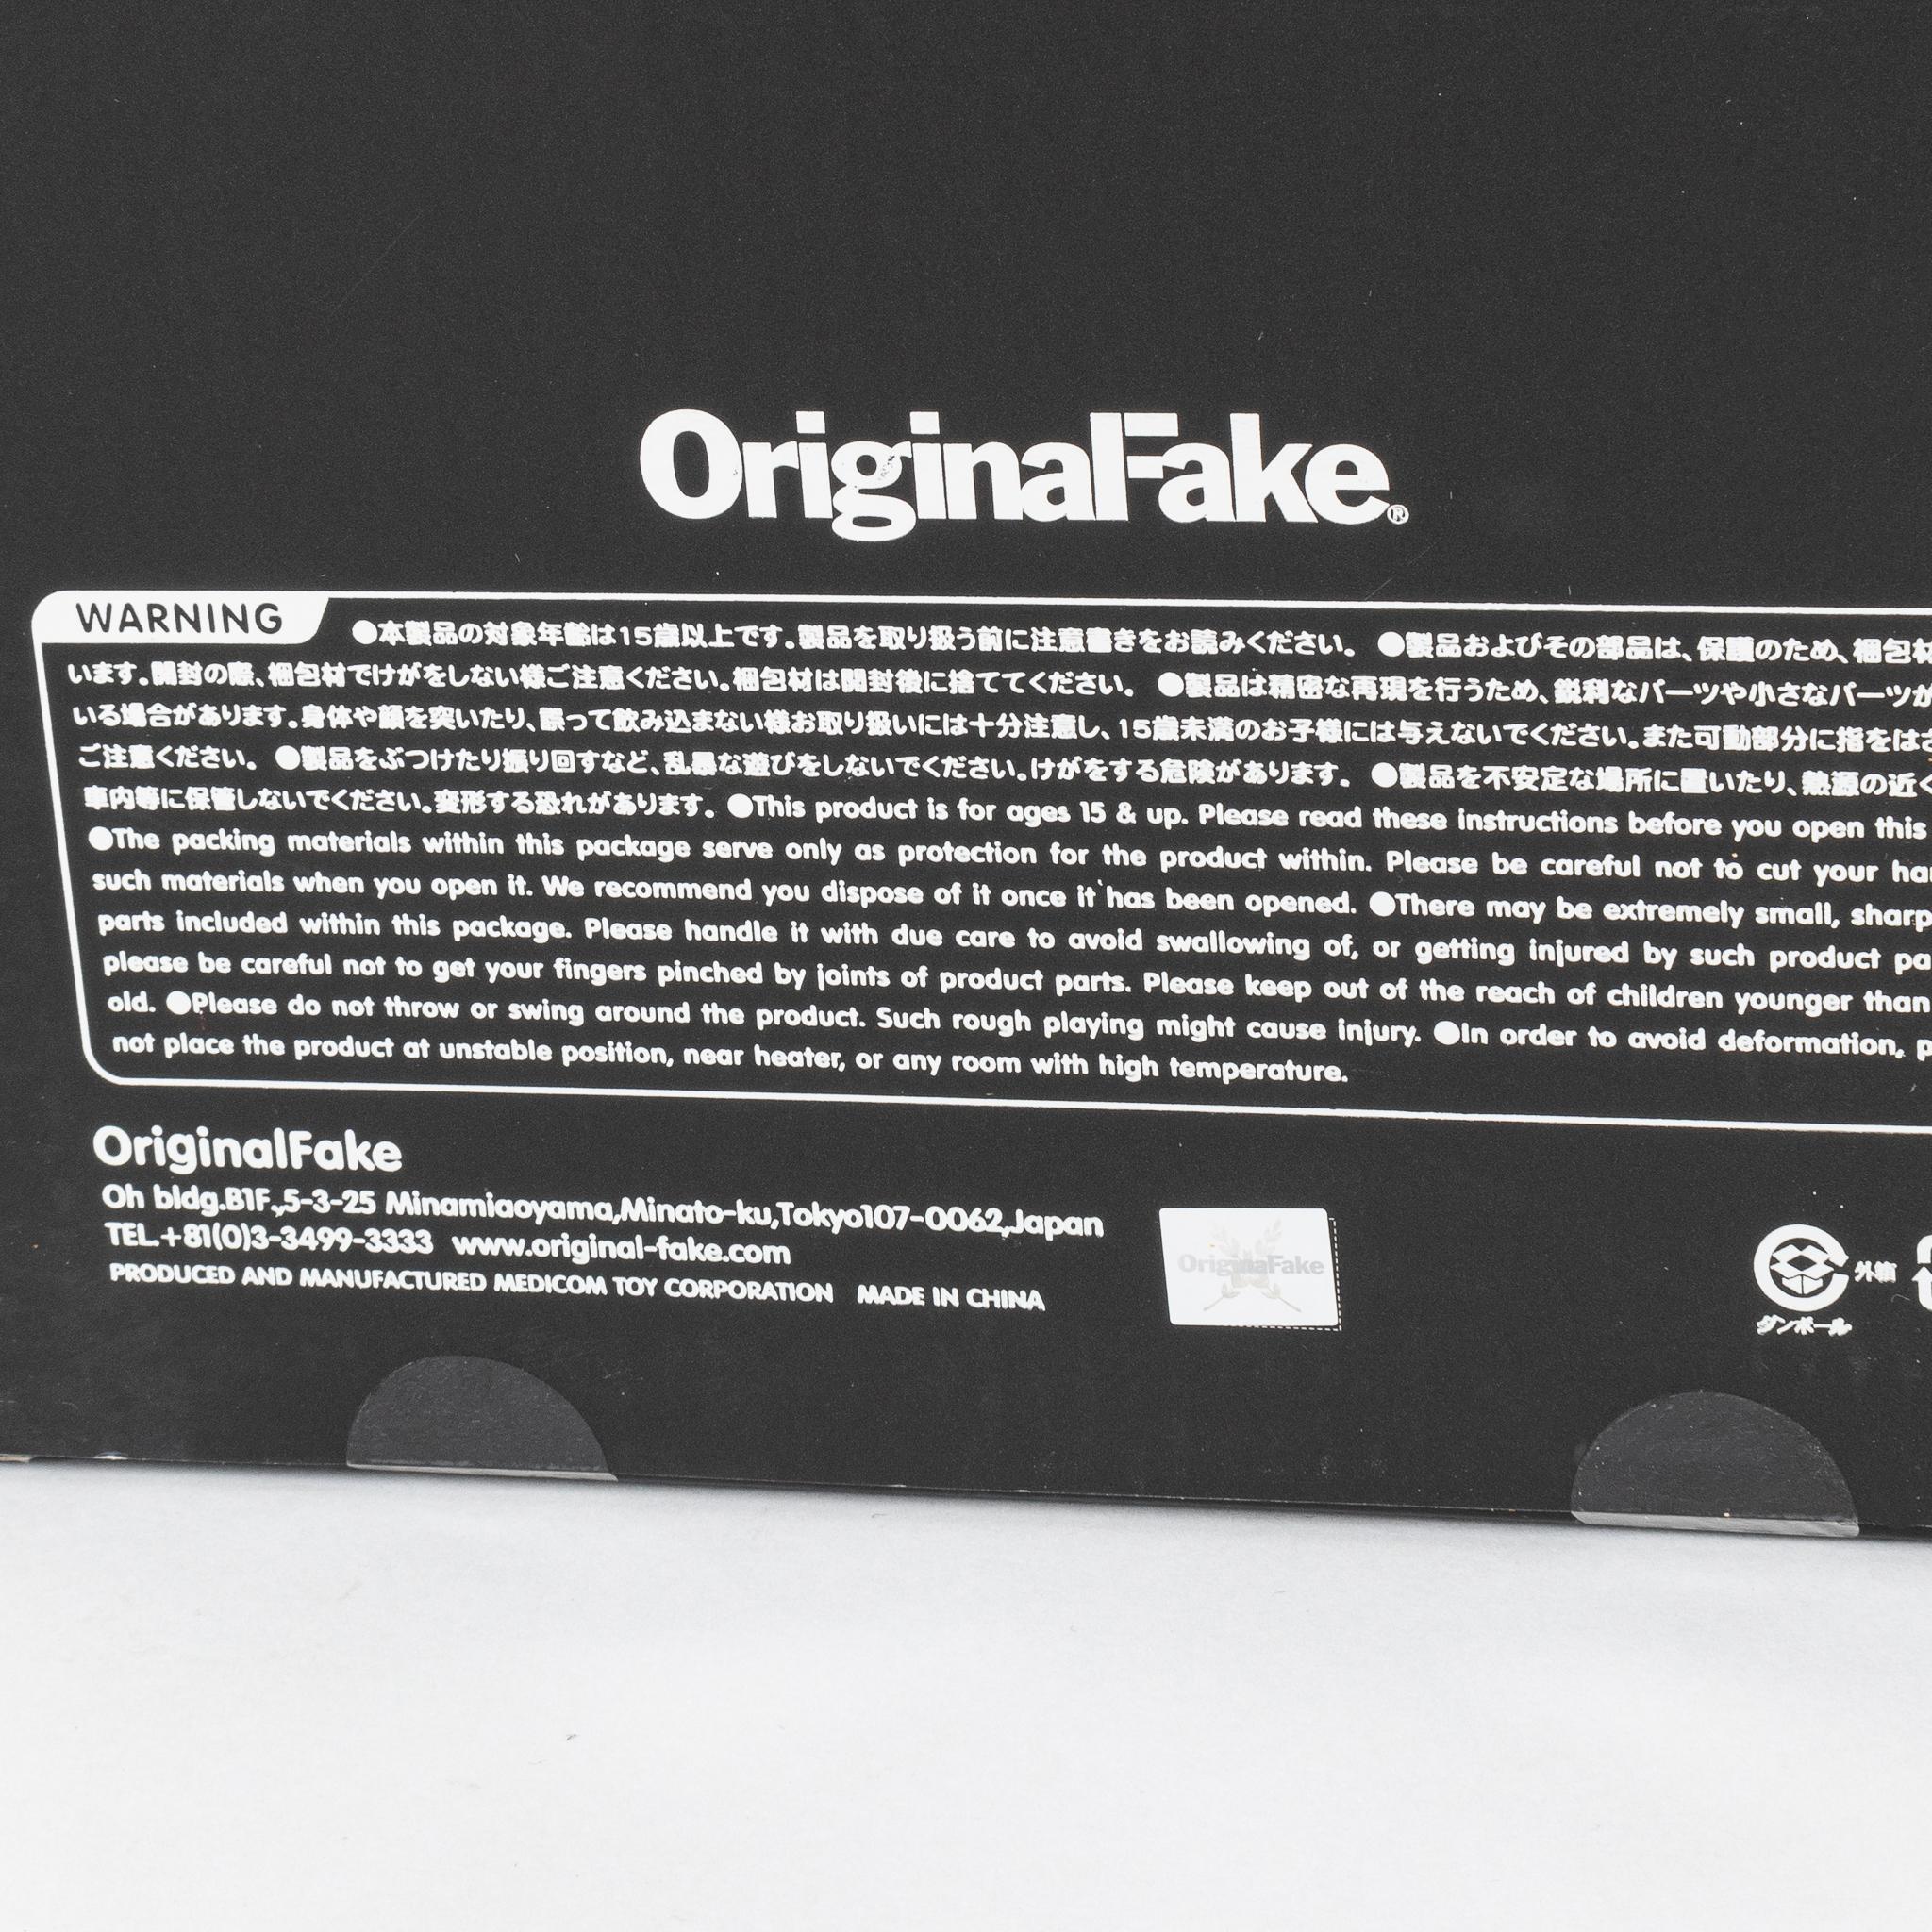 OriginalFake®
WARNING
●本製品の対象年齢は15歳以上です。製品を取り扱う前に注意書きをお読みください。 ●製品およびその部品は、保護のため、梱包材
います。開封の際、梱包材でけがをしない様ご注意ください。梱包材は開封後に捨ててください。 ●製品は精密な再現を行うため、鋭利なパーツや小さなパーツが
いる場合があります。身体や顔を突いたり、誤って飲み込まない様お取り扱いには十分注意し、15歳未満のお子様には与えないでください。また可動部分に指をはさ
ご注意ください。 ●製品をぶつけたり振り回すなど、乱暴な遊びをしないでください。けがをする危険があります。 ●製品を不安定な場所に置いたり、熱源の近く
車内等に保管しないでください。変形する恐れがあります。 ●This product is for ages 15 & up. Please read these instructions before you open this
●The packing materials within this package serve only as protection for the product within. Please be careful not to cut your
such materials when you open it. We recommend you dispose of it once it has been opened. ●There may be extremely small, sharp
parts included within this package. Please handle it with due care to avoid swallowing of, or getting injured by such product
please be careful not to get your fingers pinched by joints of product parts. Please keep out of the reach of children younger than
old. ●Please do not throw or swing around the product. Such rough playing might cause injury. ●In order to avoid deformation,
not place the product at unstable position, near heater, or any room with high temperature.
OriginalFake
Oh bldg.B1F.,5-3-25 Minamiaoyama,Minato-ku,Tokyo107-0062,Japan
TEL.+81(0)3-3499-3333 www.original-fake.com
PRODUCED AND MANUFACTURED MEDICOM TOY CORPORATION MADE IN CHINA
OriginalFake
外箱
ダンボール